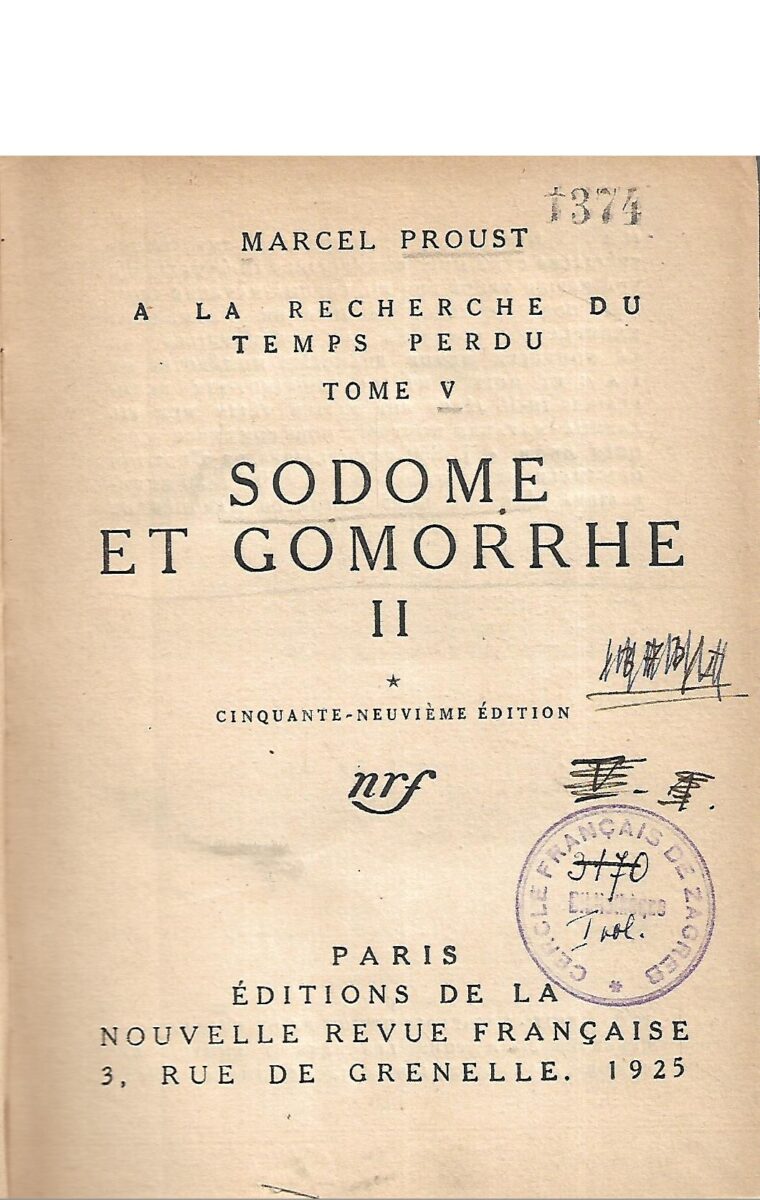 1374
MARCEL PROUST
A LA RECHERCHE DU
TEMPS PERDU
TOME V
SODOME
ET GOMORRHE
II
★
CINQUANTE-NEUVIÈME ÉDITION
nrf
CERCLE FRANÇAIS DE ZAGREB
3170
I vol.
PARIS
ÉDITIONS DE LA
NOUVELLE REVUE FRANÇAISE
3, RUE DE GRENELLE. 1925